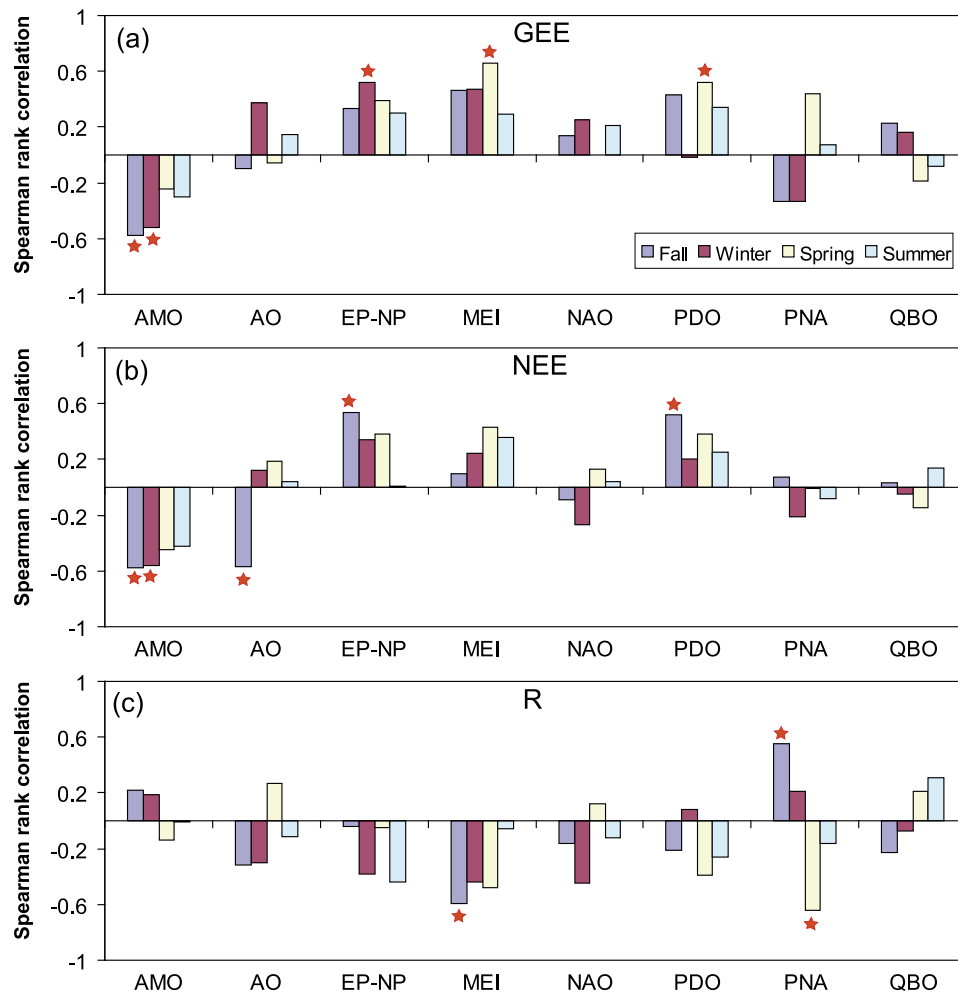 (a)
GEE
Spearman rank correlation
1
0.6
0.2
-0.2
-0.6
-1
Fall Winter Spring Summer
AMO AO EP-NP MEI NAO PDO PNA QBO
(b)
NEE
Spearman rank correlation
1
0.6
0.2
-0.2
-0.6
-1
AMO AO EP-NP MEI NAO PDO PNA QBO
(c)
R
Spearman rank correlation
1
0.6
0.2
-0.2
-0.6
-1
AMO AO EP-NP MEI NAO PDO PNA QBO